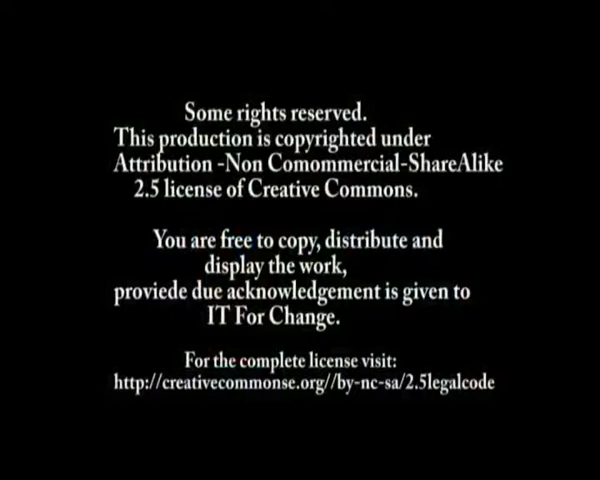 Some rights reserved.
This production is copyrighted under
Attribution -Non Comommercial-ShareAlike
2.5 license of Creative Commons.
You are free to copy, distribute and
display the work,
proviede due acknowledgement is given to
IT For Change.
For the complete license visit:
http://creativecommonse.org//by-nc-sa/2.5legalcode